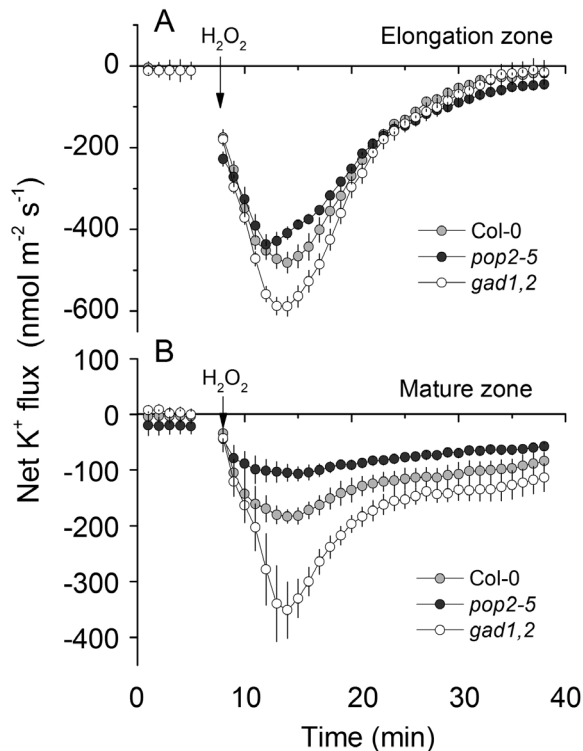 A
H₂O₂
Elongation zone
0
-200
-400
-600
Col-0
pop2-5
gad1,2
Net K⁺ flux (nmol m⁻² s⁻¹)
B
H₂O₂
Mature zone
100
0
-100
-200
-300
-400
Col-0
pop2-5
gad1,2
0 10 20 30 40
Time (min)